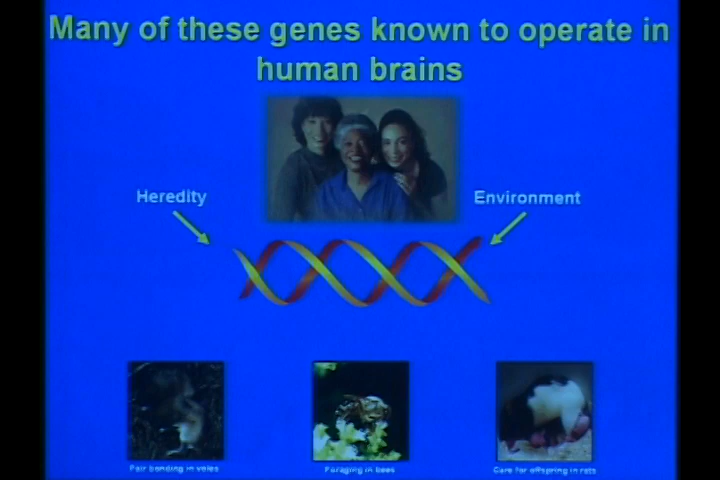 Many of these genes known to operate in
human brains
Heredity
Environment
Pair bonding in voles
Foraging in bees
Care for offspring in rats